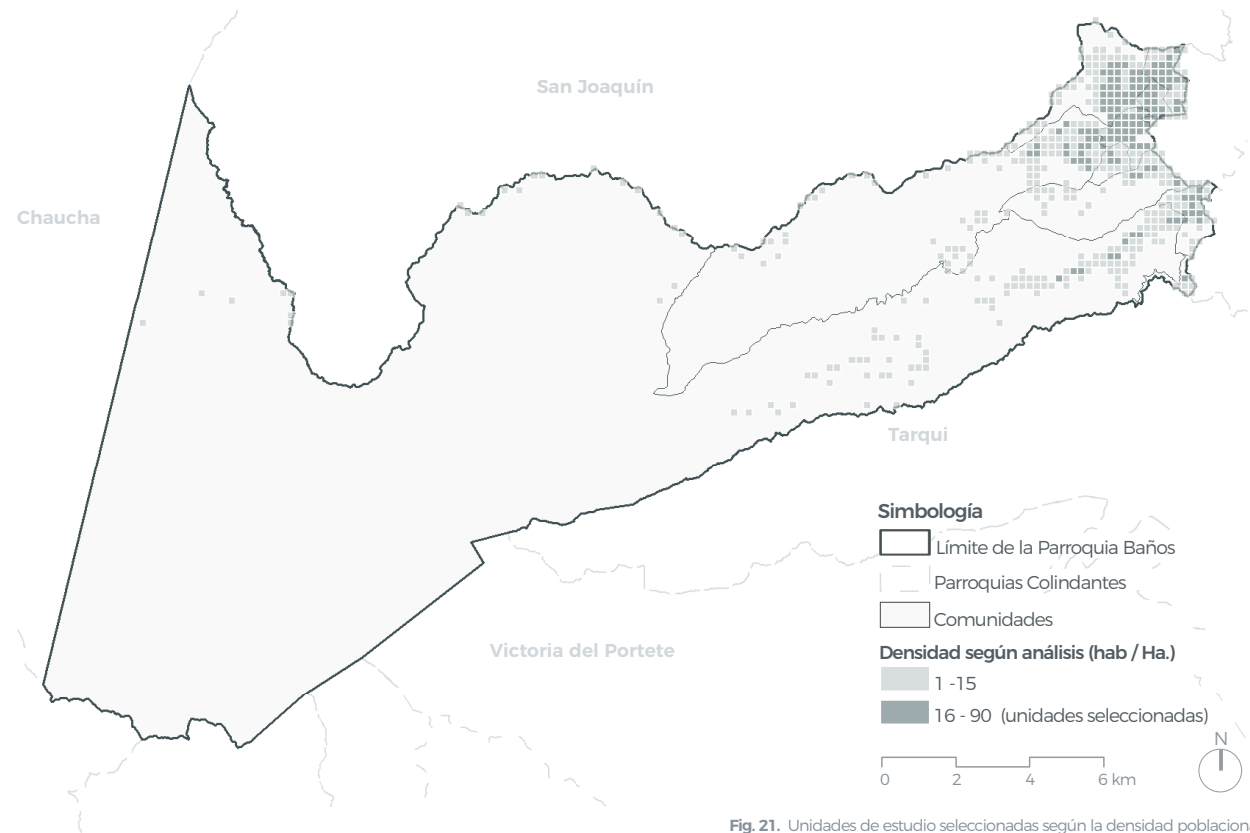 San Joaquín
Chaucha
Tarqui
Victoria del Portete
Simbología
Límite de la Parroquia Baños
Parroquias Colindantes
Comunidades
Densidad según análisis (hab / Ha.)
1 -15
16 - 90 (unidades seleccionadas)
N
0 2 4 6 km
Fig. 21. Unidades de estudio seleccionadas según la densidad poblacion